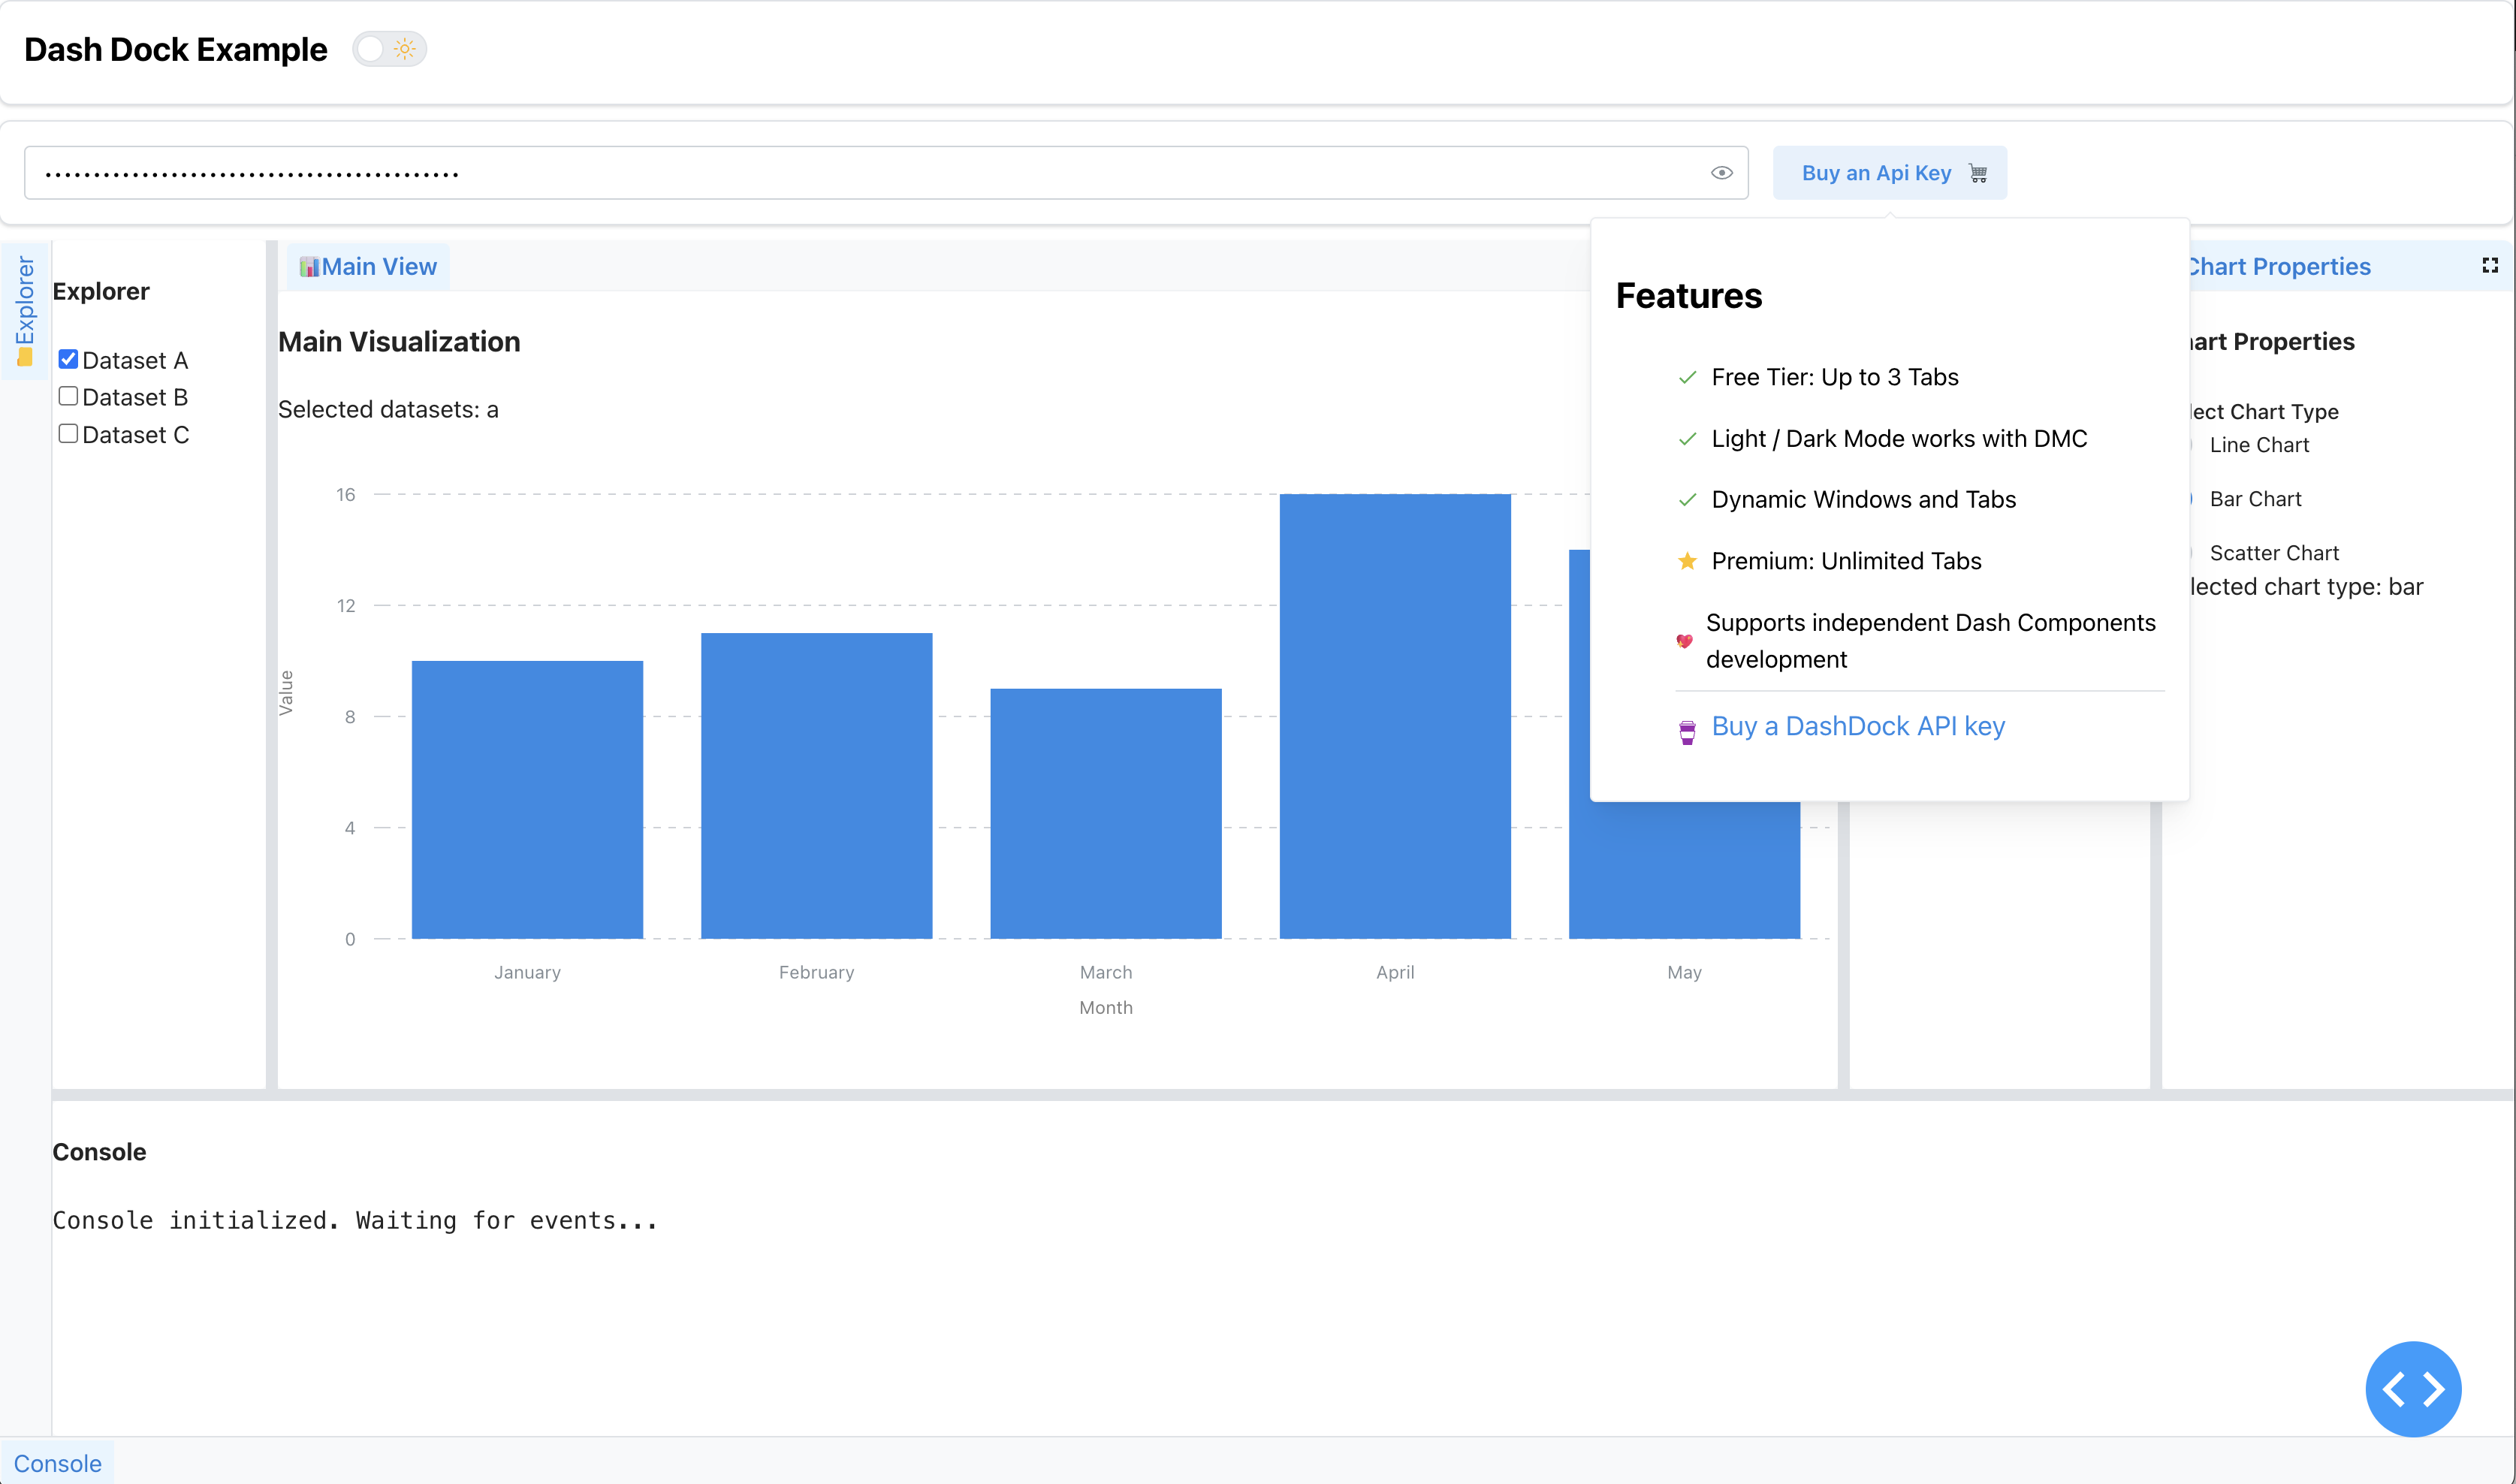 Dash Dock Example
Buy an Api Key
Explorer
Explorer
Dataset A
Dataset B
Dataset C
Main View
Main Visualization
Selected datasets: a
16
12
8
4
0
Value
January
February
March
April
May
Month
Features
Free Tier: Up to 3 Tabs
Light / Dark Mode works with DMC
Dynamic Windows and Tabs
Premium: Unlimited Tabs
Supports independent Dash Components
development
Buy a DashDock API key
Chart Properties
art Properties
lect Chart Type
Line Chart
Bar Chart
Scatter Chart
lected chart type: bar
Console
Console initialized. Waiting for events...
Console